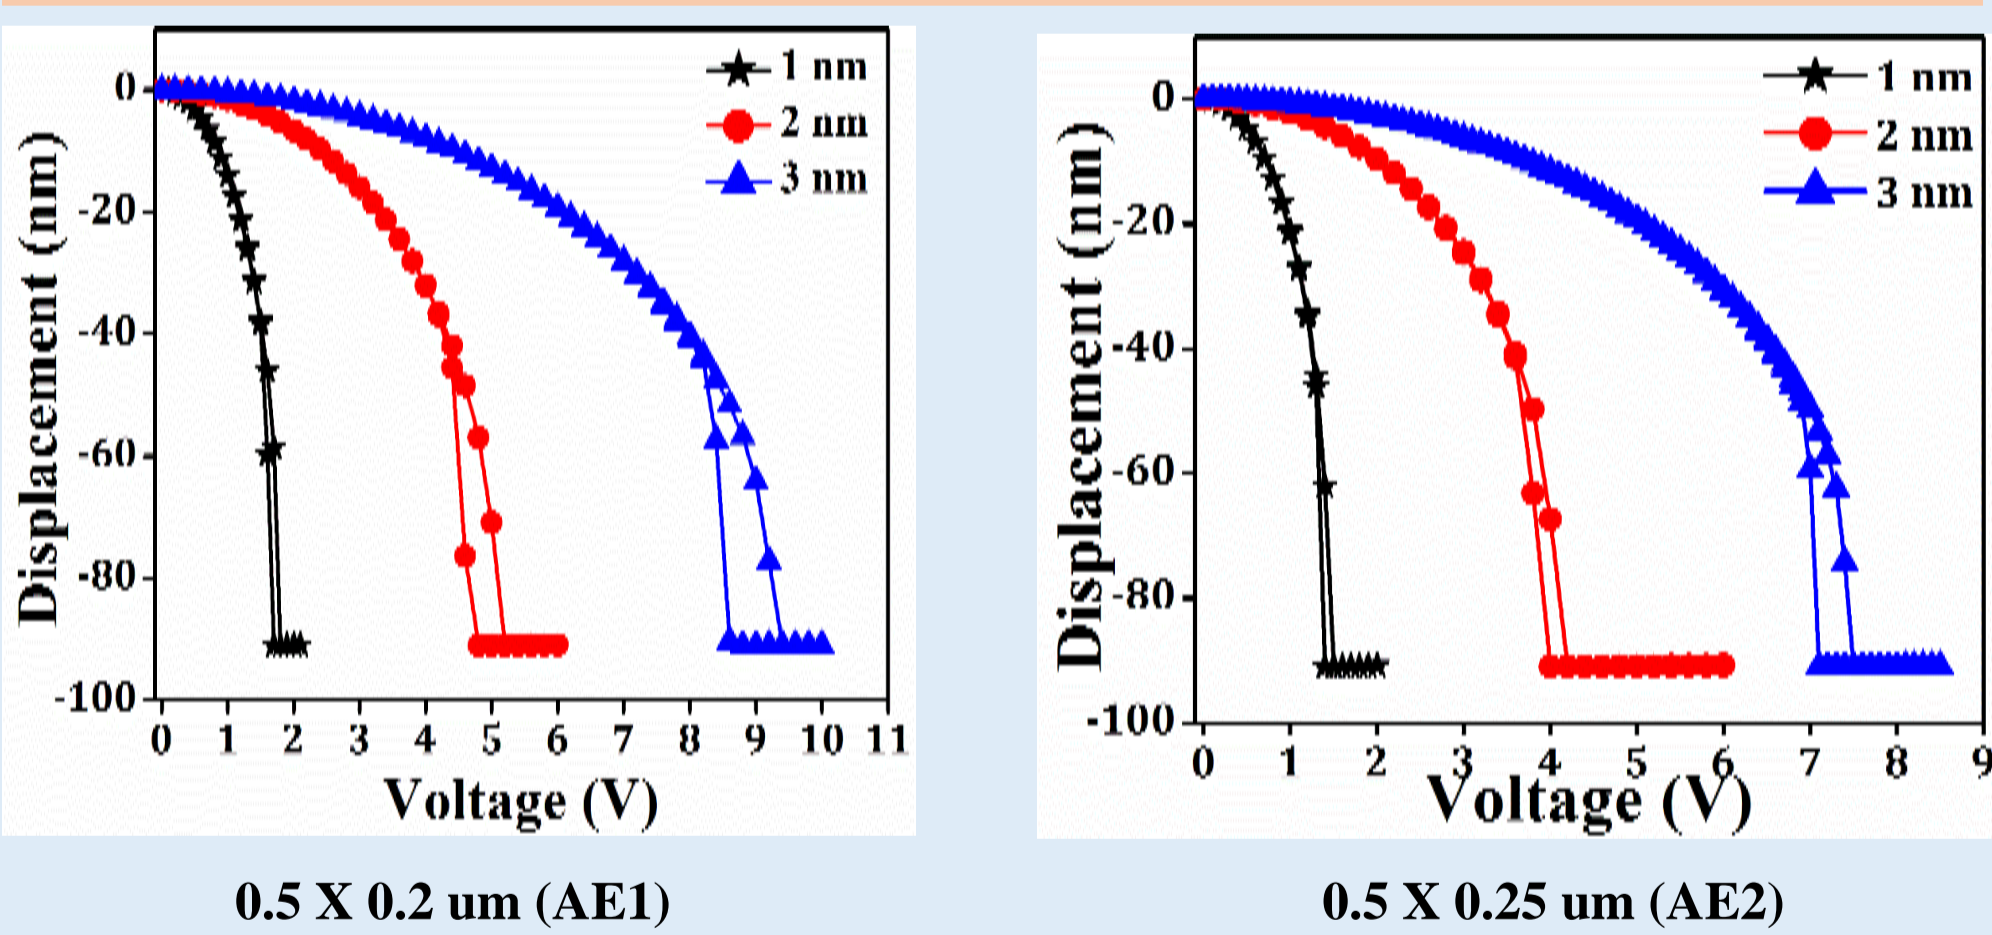 1 nm
2 nm
3 nm
Displacement (nm)
0
-20
-40
-60
-80
-100
0 1 2 3 4 5 6 7 8 9 10 11
Voltage (V)
0.5 X 0.2 um (AE1)
1 nm
2 nm
3 nm
Displacement (nm)
0
-20
-40
-60
-80
-100
0 1 2 3 4 5 6 7 8 9
Voltage (V)
0.5 X 0.25 um (AE2)